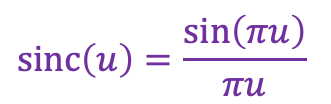 sinc(u) = sin(πu) / πu